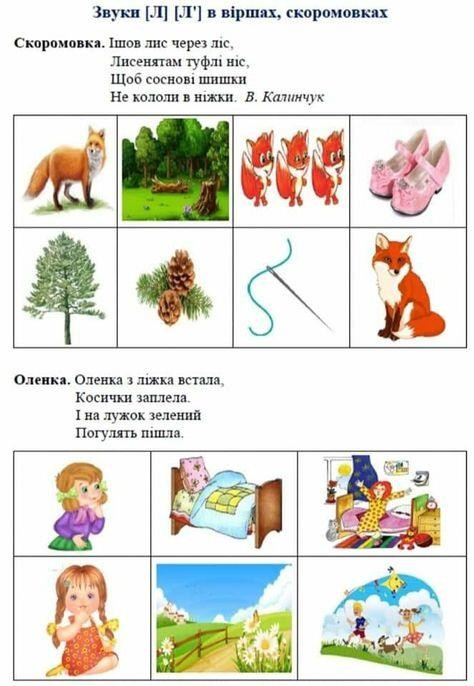 Звуки [Л] [Л'] в віршах, скоромовках
Скоромовка. Ішов лис через ліс,
Лисенятам туфлі ніс,
Щоб соснові шишки
Не кололи в ніжки. В. Калинчук
Оленка. Оленка з ліжка встала,
Косички заплела.
І на лужок зелений
Погулять пішла.